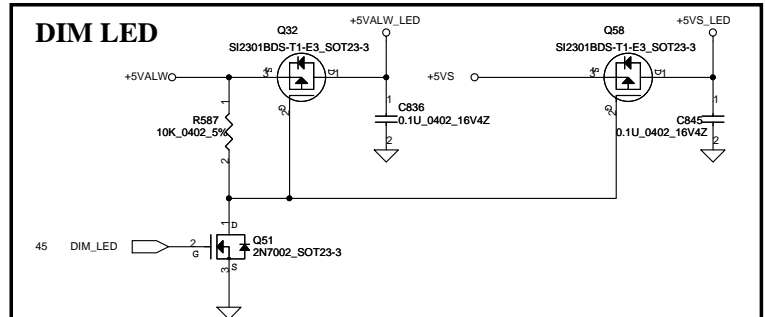 DIM LED
Q32
SI2301BDS-T1-E3_SOT23-3
+5VALW_LED
+5VALW
3
S
D
1
G
2
R587
10K_0402_5%
1
2
1
C836
0.1U_0402_16V4Z
2
Q58
SI2301BDS-T1-E3_SOT23-3
+5VS_LED
+5VS
3
S
D
1
G
2
1
C845
0.1U_0402_16V4Z
2
45
DIM_LED
2
G
1
D
Q51
2N7002_SOT23-3
3
S